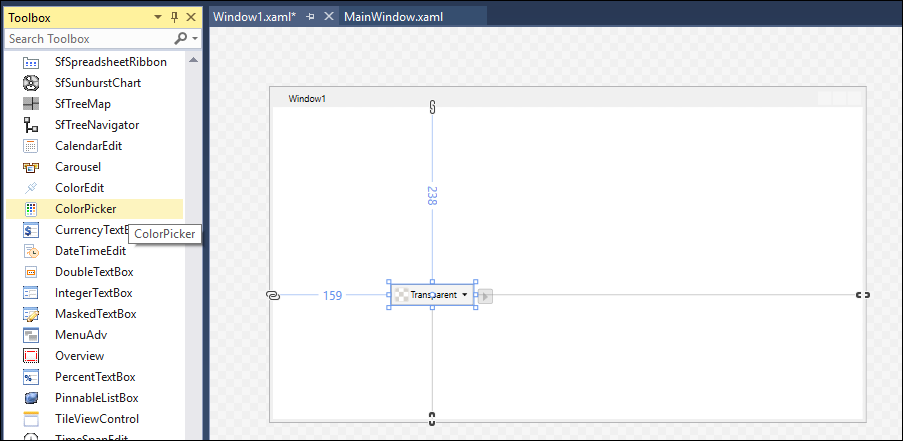 Toolbox
Search Toolbox
SfSpreadsheetRibbon
SfSunburstChart
SfTreeMap
SfTreeNavigator
CalendarEdit
Carousel
ColorEdit
ColorPicker
CurrencyTextB
ColorPicker
DateTimeEdit
DoubleTextBox
IntegerTextBox
MaskedTextBox
MenuAdv
Overview
PercentTextBox
PinnableListBox
TileViewControl
TimeSpanEdit
Window1.xaml* MainWindow.xaml
Window1
238
159
Transparent